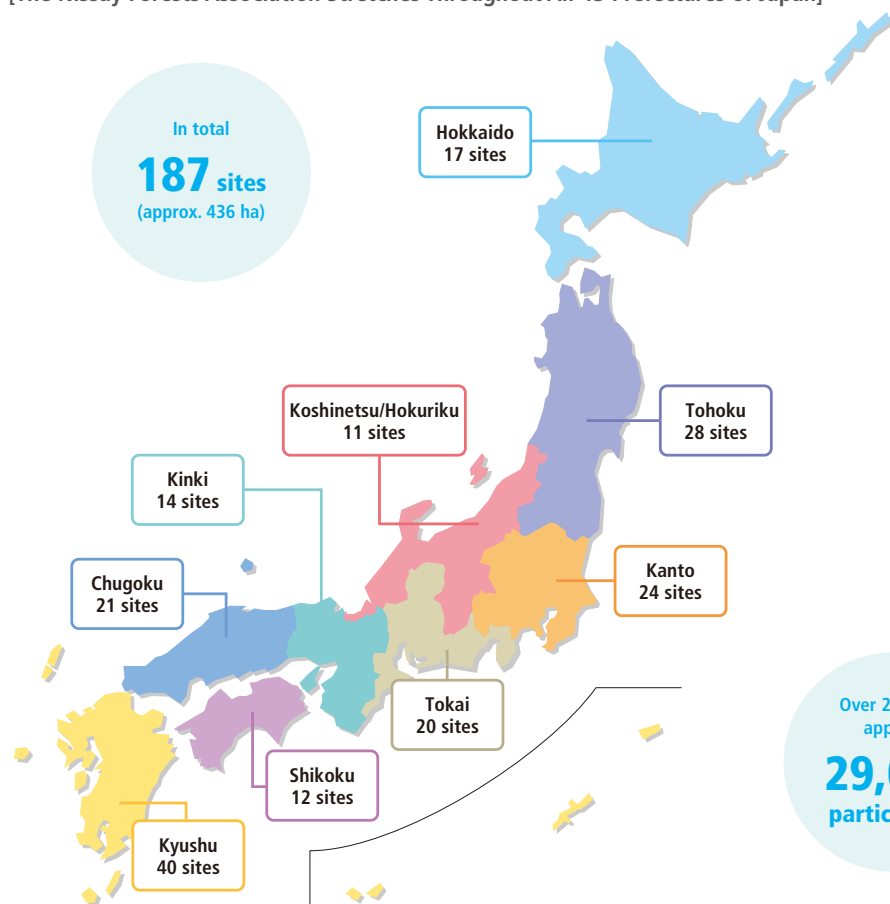 In total
187 sites
(approx. 436 ha)
Hokkaido
17 sites
Koshinetsu/Hokuriku
11 sites
Tohoku
28 sites
Kinki
14 sites
Chugoku
21 sites
Kanto
24 sites
Tokai
20 sites
Shikoku
12 sites
Kyushu
40 sites
Over